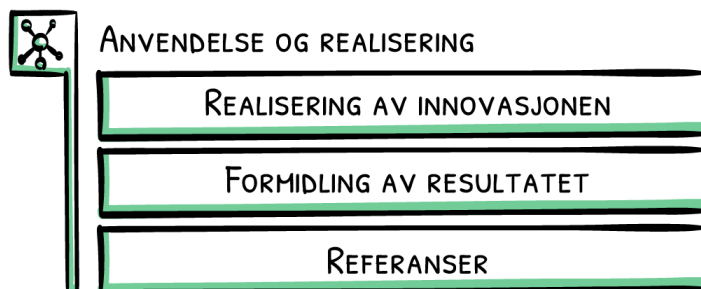 Anvendelse og realisering
Realisering av innovasjonen
Formidling av resultatet
Referanser